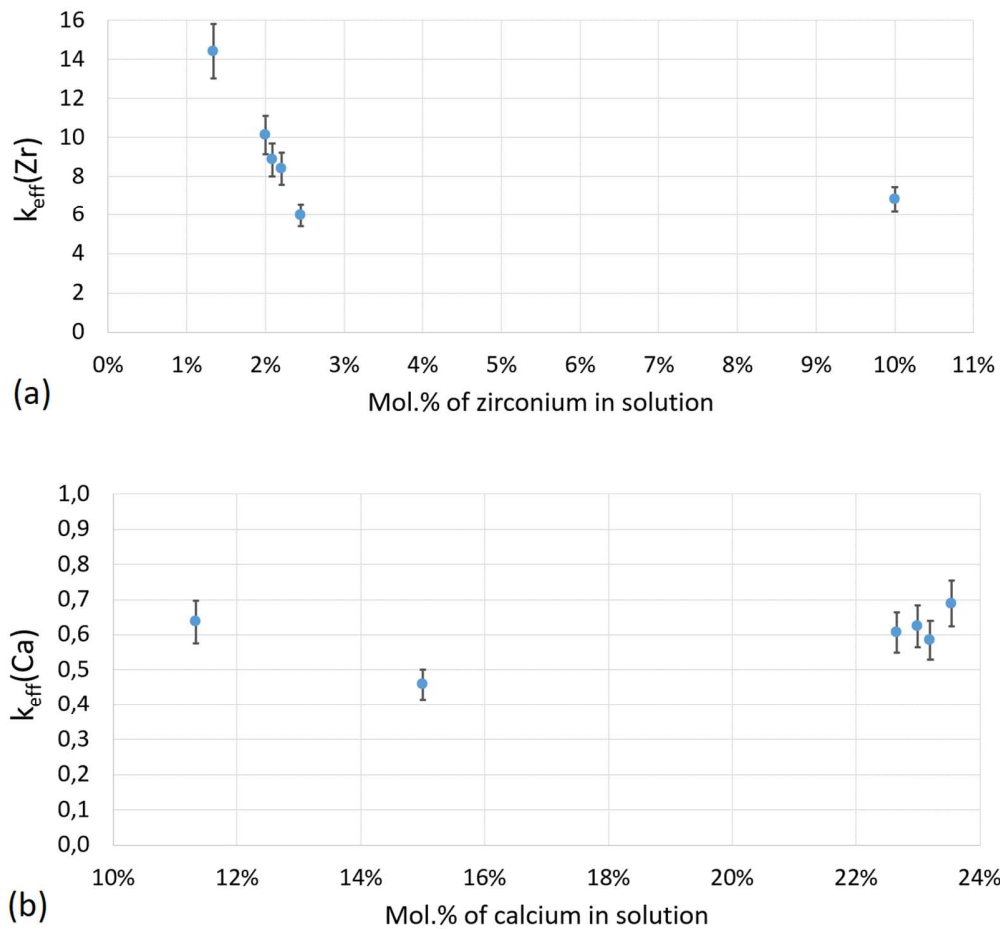 16
14
12
10
8
6
4
2
0
k_eff(Zr)
0% 1% 2% 3% 4% 5% 6% 7% 7% 8% 9% 10% 11%
Mol.% of zirconium in solution
(a)
1,0
0,9
0,8
0,7
0,6
0,5
0,4
0,3
0,2
0,1
0,0
k_eff(Ca)
10% 12% 14% 16% 18% 20% 22% 24%
Mol.% of calcium in solution
(b)